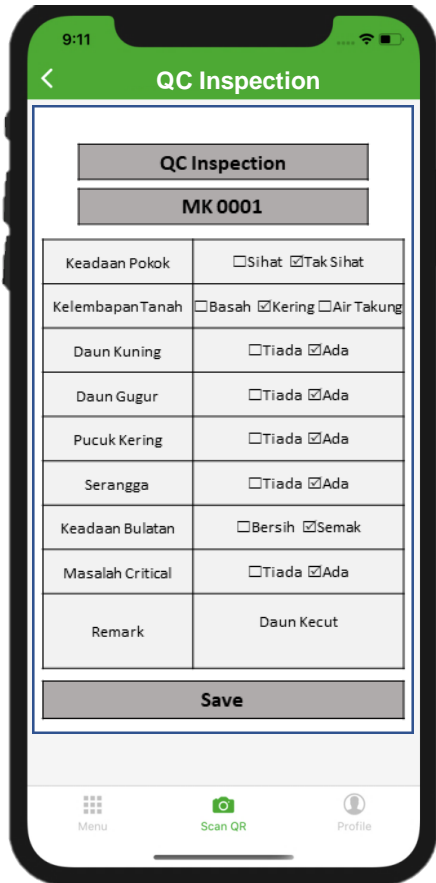 9:11
QC Inspection
QC Inspection
MK 0001
Keadaan Pokok ☐Sihat ☑Tak Sihat
Kelembapan Tanah ☐Basah ☑Kering ☐Air Takung
Daun Kuning ☐Tiada ☑Ada
Daun Gugur ☐Tiada ☑Ada
Pucuk Kering ☐Tiada ☑Ada
Serangga ☐Tiada ☑Ada
Keadaan Bulatan ☐Bersih ☑Semak
Masalah Critical ☐Tiada ☑Ada
Remark Daun Kecut
Save
Menu Scan QR Profile